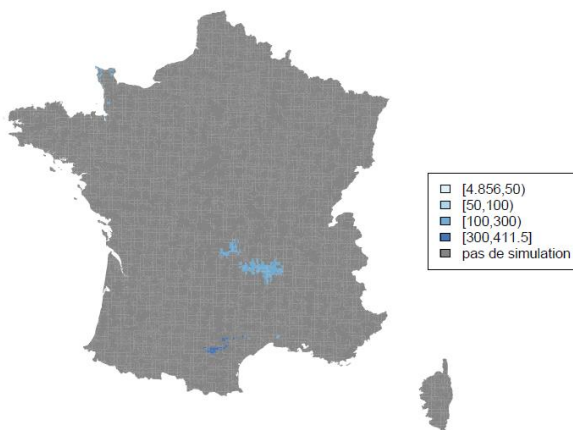 [4.856,50)
[50,100)
[100,300)
[300,411.5]
pas de simulation